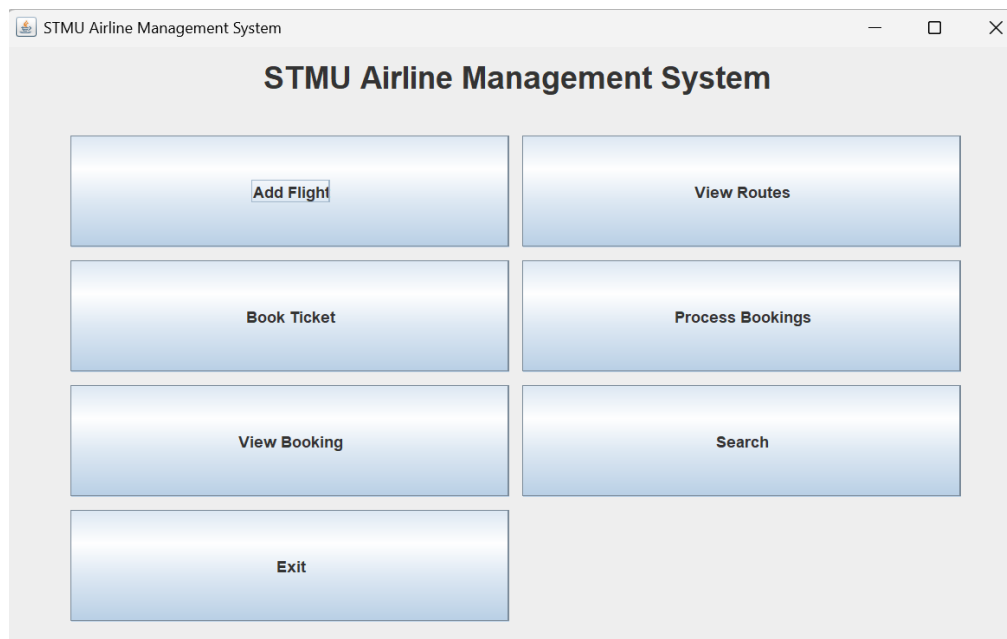 STMU Airline Management System
STMU Airline Management System
Add Flight
View Routes
Book Ticket
Process Bookings
View Booking
Search
Exit